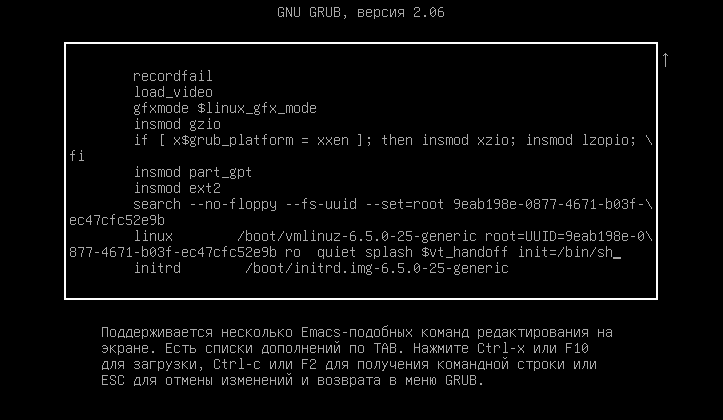 GNU GRUB, версия 2.06
↑
recordfail
load_video
gfxmode $linux_gfx_mode
insmod gzio
if [ x$grub_platform = xxen ]; then insmod xzio; insmod lzopio; \
fi
insmod part_gpt
insmod ext2
search --no-floppy --fs-uuid --set=root 9eab198e-0877-4671-b03f-\
ec47cfc52e9b
linux        /boot/vmlinuz-6.5.0-25-generic root=UUID=9eab198e-0\
877-4671-b03f-ec47cfc52e9b ro  quiet splash $vt_handoff init=/bin/sh_
initrd        /boot/initrd.img-6.5.0-25-generic
Поддерживается несколько Emacs-подобных команд редактирования на
экране. Есть списки дополнений по TAB. Нажмите Ctrl-x или F10
для загрузки, Ctrl-c или F2 для получения командной строки или
ESC для отмены изменений и возврата в меню GRUB.